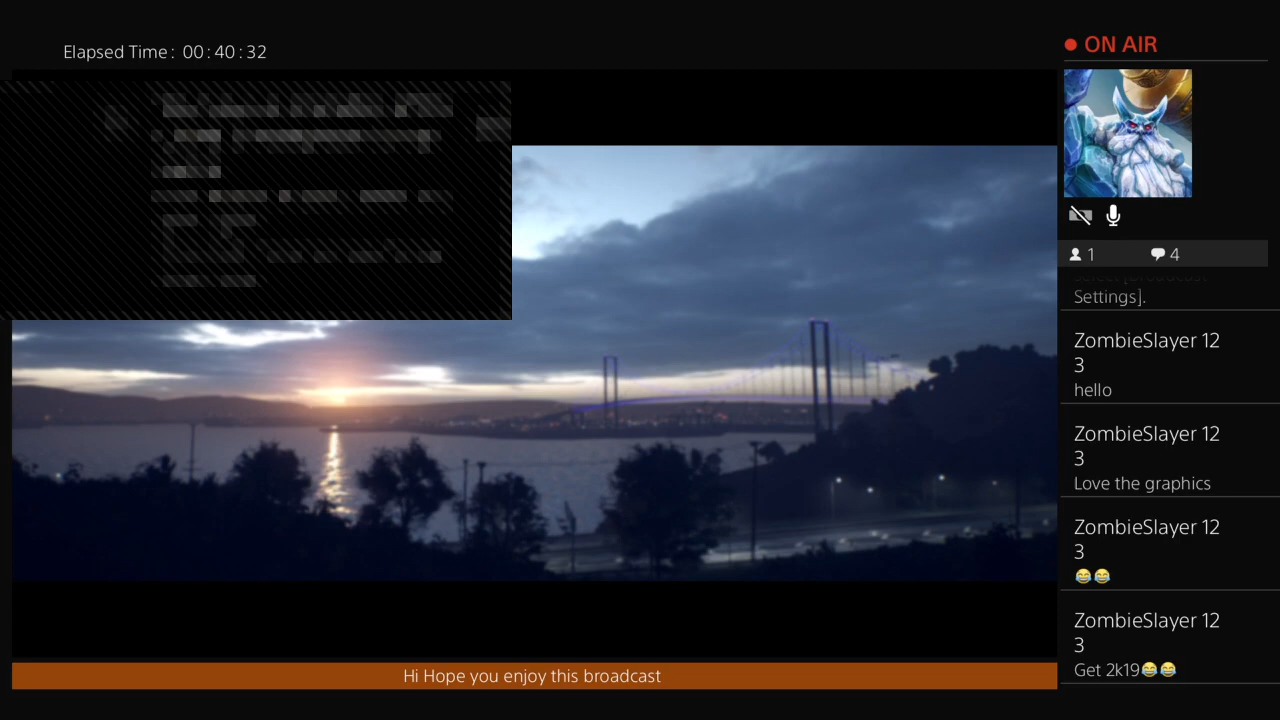 Elapsed Time: 00:40:32
ON AIR
1 4
Settings].
ZombieSlayer 12
3
hello
ZombieSlayer 12
3
Love the graphics
ZombieSlayer 12
3
😂😂
ZombieSlayer 12
3
Get 2k19😂😂
Hi Hope you enjoy this broadcast